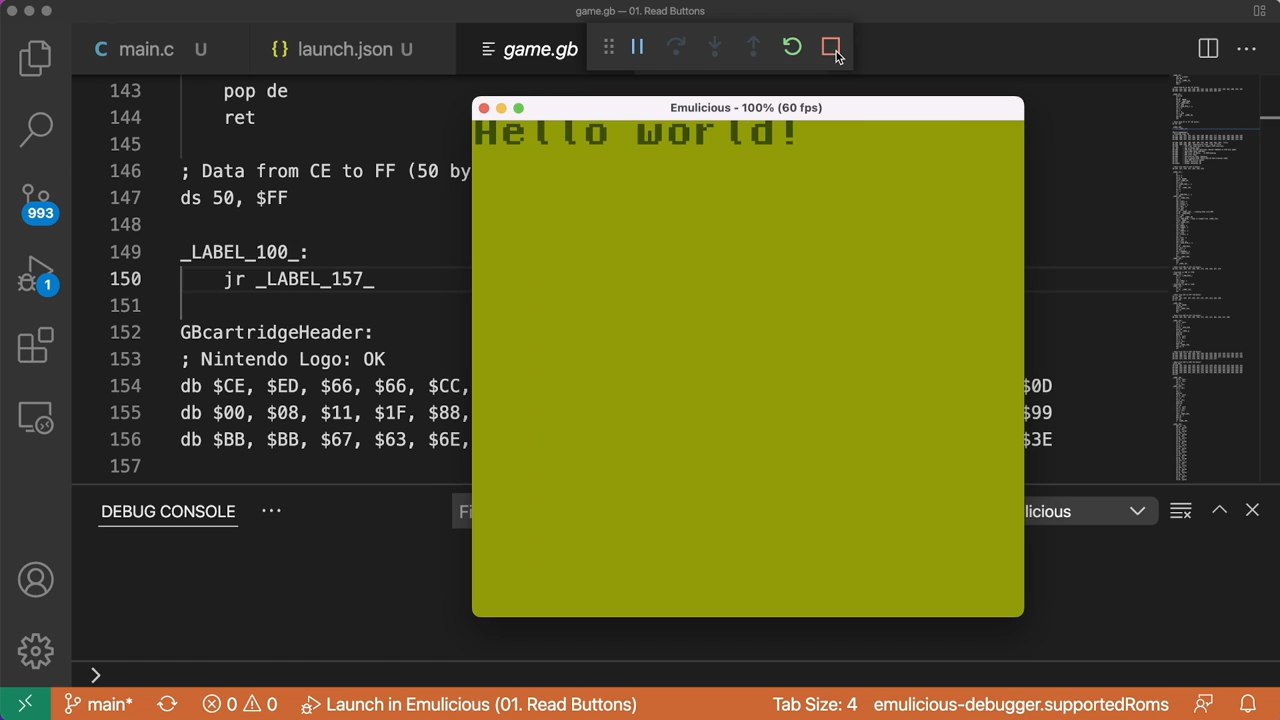 game.gb — 01. Read Buttons
main.c U
launch.json U
game.gb
143 pop de
144 ret
145
146 ; Data from CE to FF (50 by
147 ds 50, $FF
148
149 _LABEL_100_:
150 jr _LABEL_157_
151
152 GBcartridgeHeader:
153 ; Nintendo Logo: OK
154 db $CE, $ED, $66, $66, $CC, $0D
155 db $00, $08, $11, $1F, $88, $99
156 db $BB, $BB, $67, $63, $6E, $3E
157
Emulicious - 100% (60 fps)
Hello world!
993
1
DEBUG CONSOLE
Fi
licious
main*
0 0
Launch in Emulicious (01. Read Buttons)
Tab Size: 4
emulicious-debugger.supportedRoms